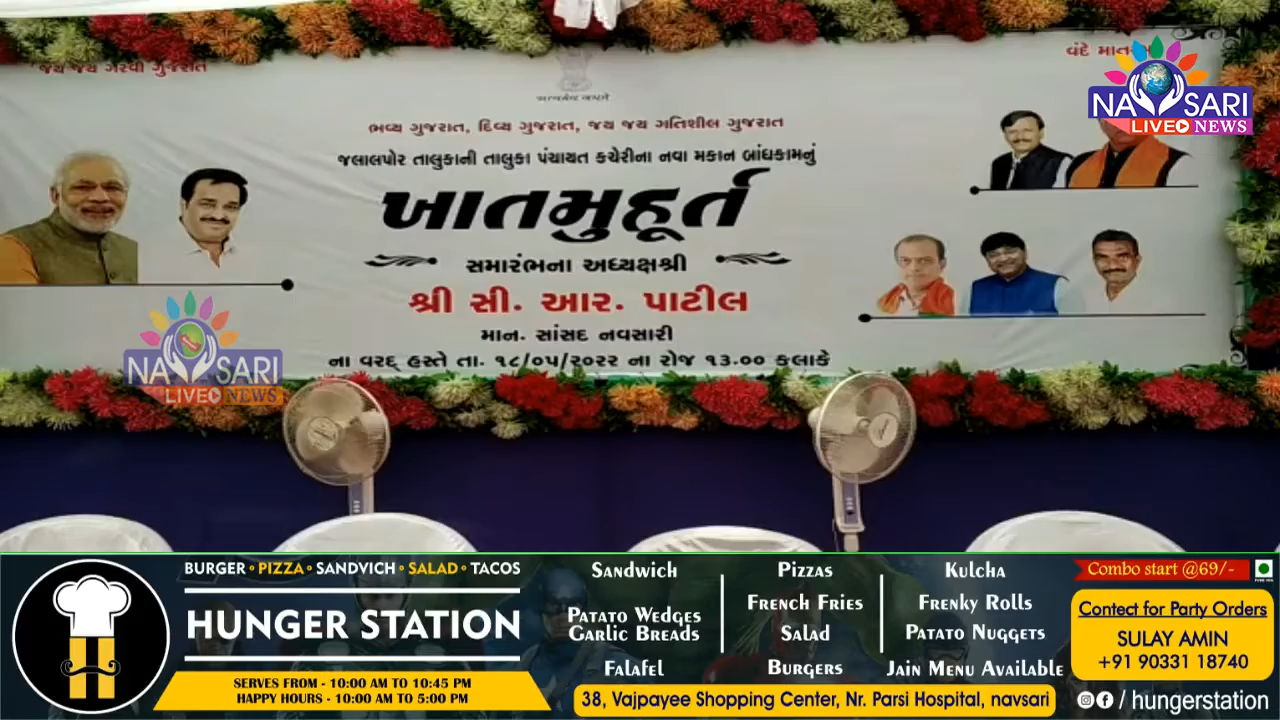 જય જય ગરવી ગુજરાત
વંદે
NAVSARI
LIVE NEWS
ભવ્ય ગુજરાત, દિવ્ય ગુજરાત, જય જય ગતિશીલ ગુજરાત
જલાલપોર તાલુકાની તાલુકા પંચાયત કચેરીના નવા મકાન બાંધકામનું
ખાતમુહૂર્ત
સમારંભના અધ્યક્ષશ્રી
શ્રી સી. આર. પાટીલ
માન. સાંસદ નવસારી
ના વરદ્ હસ્તે તા. ૧૮/૦૫/૨૦૨૨ ના રોજ ૧૩.૦૦ કલાકે
NAVSARI
LIVE NEWS
BURGER • PIZZA • SANDVICH • SALAD • TACOS
HUNGER STATION
SERVES FROM - 10:00 AM TO 10:45 PM
HAPPY HOURS - 10:00 AM TO 5:00 PM
SANDWICH
PATATO WEDGES
GARLIC BREADS
FALAFEL
PIZZAS
FRENCH FRIES
SALAD
BURGERS
KULCHA
FRENKY ROLLS
PATATO NUGGETS
JAIN MENU AVAILABLE
38, Vajpayee Shopping Center, Nr. Parsi Hospital, navsari
Combo start @69/-
Contect for Party Orders
SULAY AMIN
+91 90331 18740
/ hungerstation